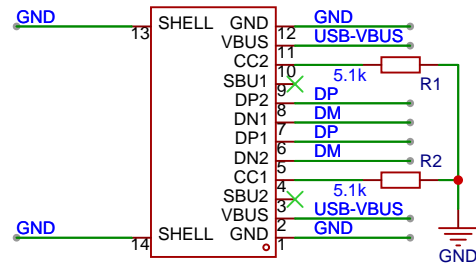 GND SHELL GND GND
13 12
VBUS USB-VBUS
11
CC2
10 5.1k R1
SBU1
9
DP2 DP
8
DN1 DM
7
DP1 DP
6
DN2 DM
5 R2
CC1
4 5.1k
SBU2
3
VBUS USB-VBUS
2
GND SHELL GND GND
14 1
GND